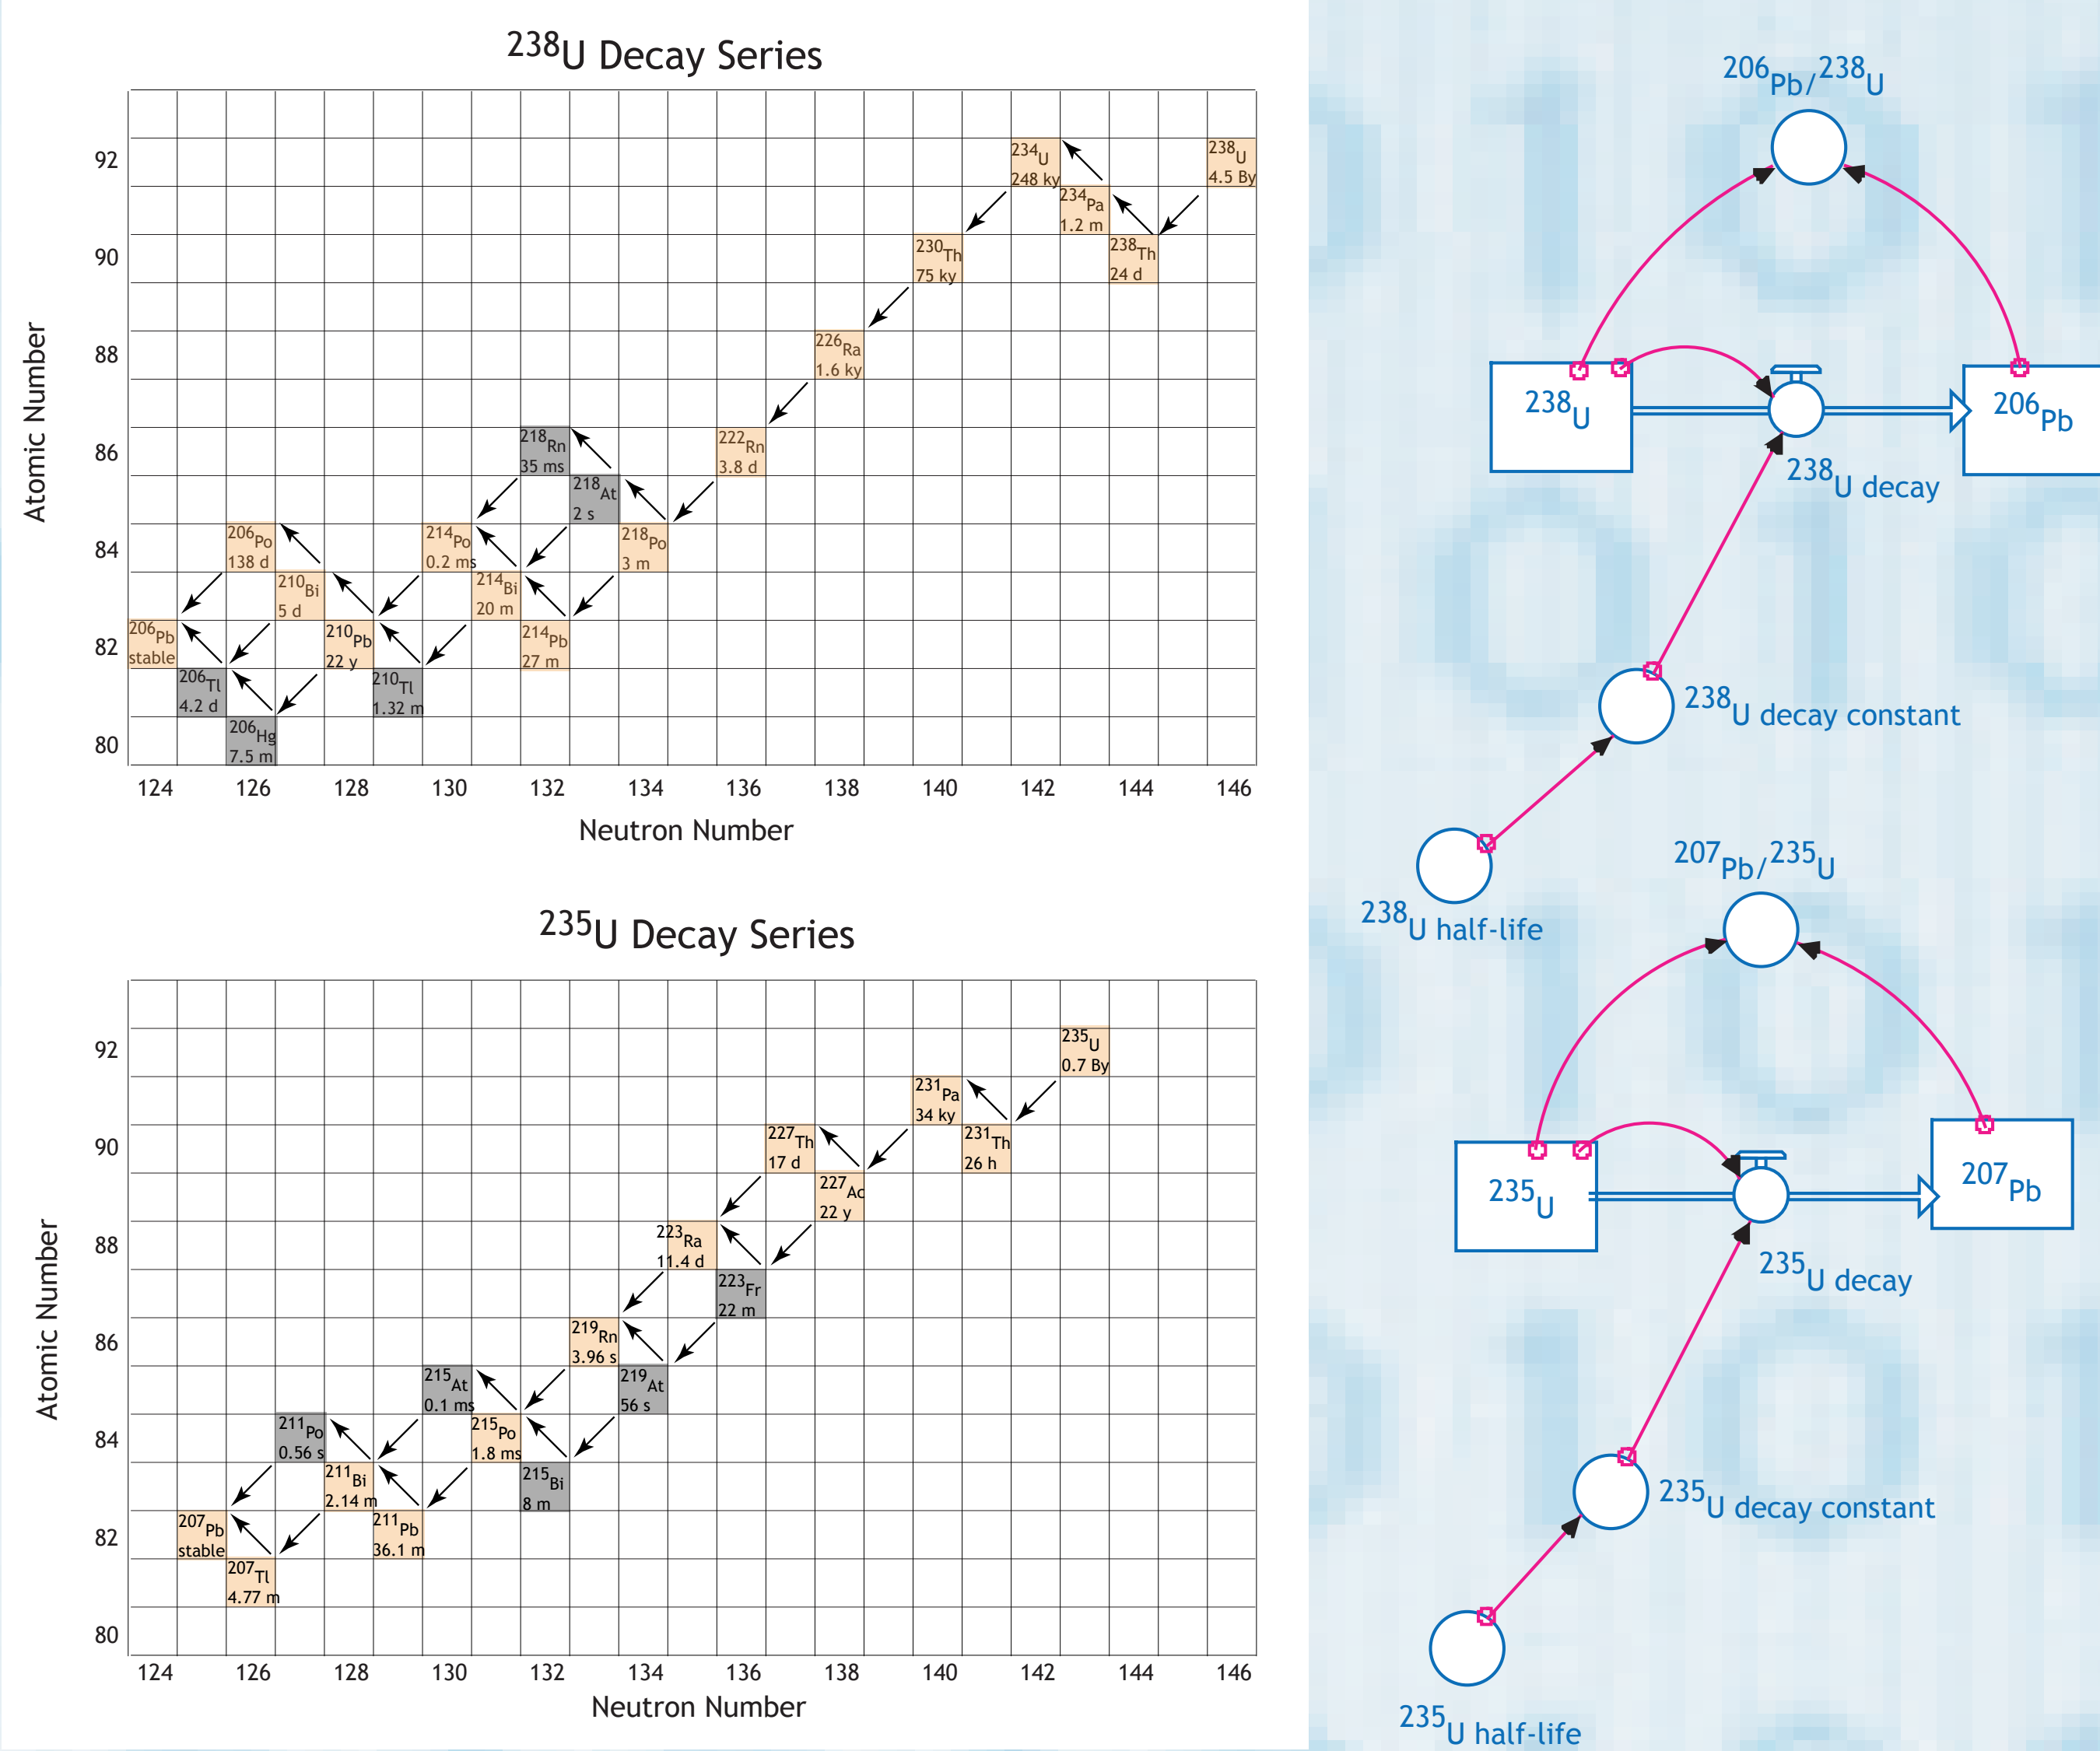 238U Decay Series
Atomic Number
92
90
88
86
84
82
80
234U
248 ky
238U
4.5 By
234Pa
1.2 m
230Th
75 ky
238Th
24 d
226Ra
1.6 ky
218Rn
35 ms
222Rn
3.8 d
218At
2 s
206Po
138 d
214Po
0.2 ms
218Po
3 m
210Bi
5 d
214Bi
20 m
206Pb
stable
210Pb
22 y
214Pb
27 m
206Tl
4.2 d
210Tl
1.32 m
206Hg
7.5 m
124 126 128 130 132 134 136 138 140 142 144 146
Neutron Number
235U Decay Series
Atomic Number
92
90
88
86
84
82
80
235U
0.7 By
231Pa
34 ky
227Th
17 d
231Th
26 h
227Ac
22 y
223Ra
11.4 d
223Fr
22 m
219Rn
3.96 s
215At
0.1 ms
219At
56 s
211Po
0.56 s
215Po
1.8 ms
211Bi
2.14 m
215Bi
8 m
207Pb
stable
211Pb
36.1 m
207Tl
4.77 m
124 126 128 130 132 134 136 138 140 142 144 146
Neutron Number
206Pb/238U
238U
206Pb
238U decay
238U decay constant
238U half-life
207Pb/235U
235U
207Pb
235U decay
235U decay constant
235U half-life